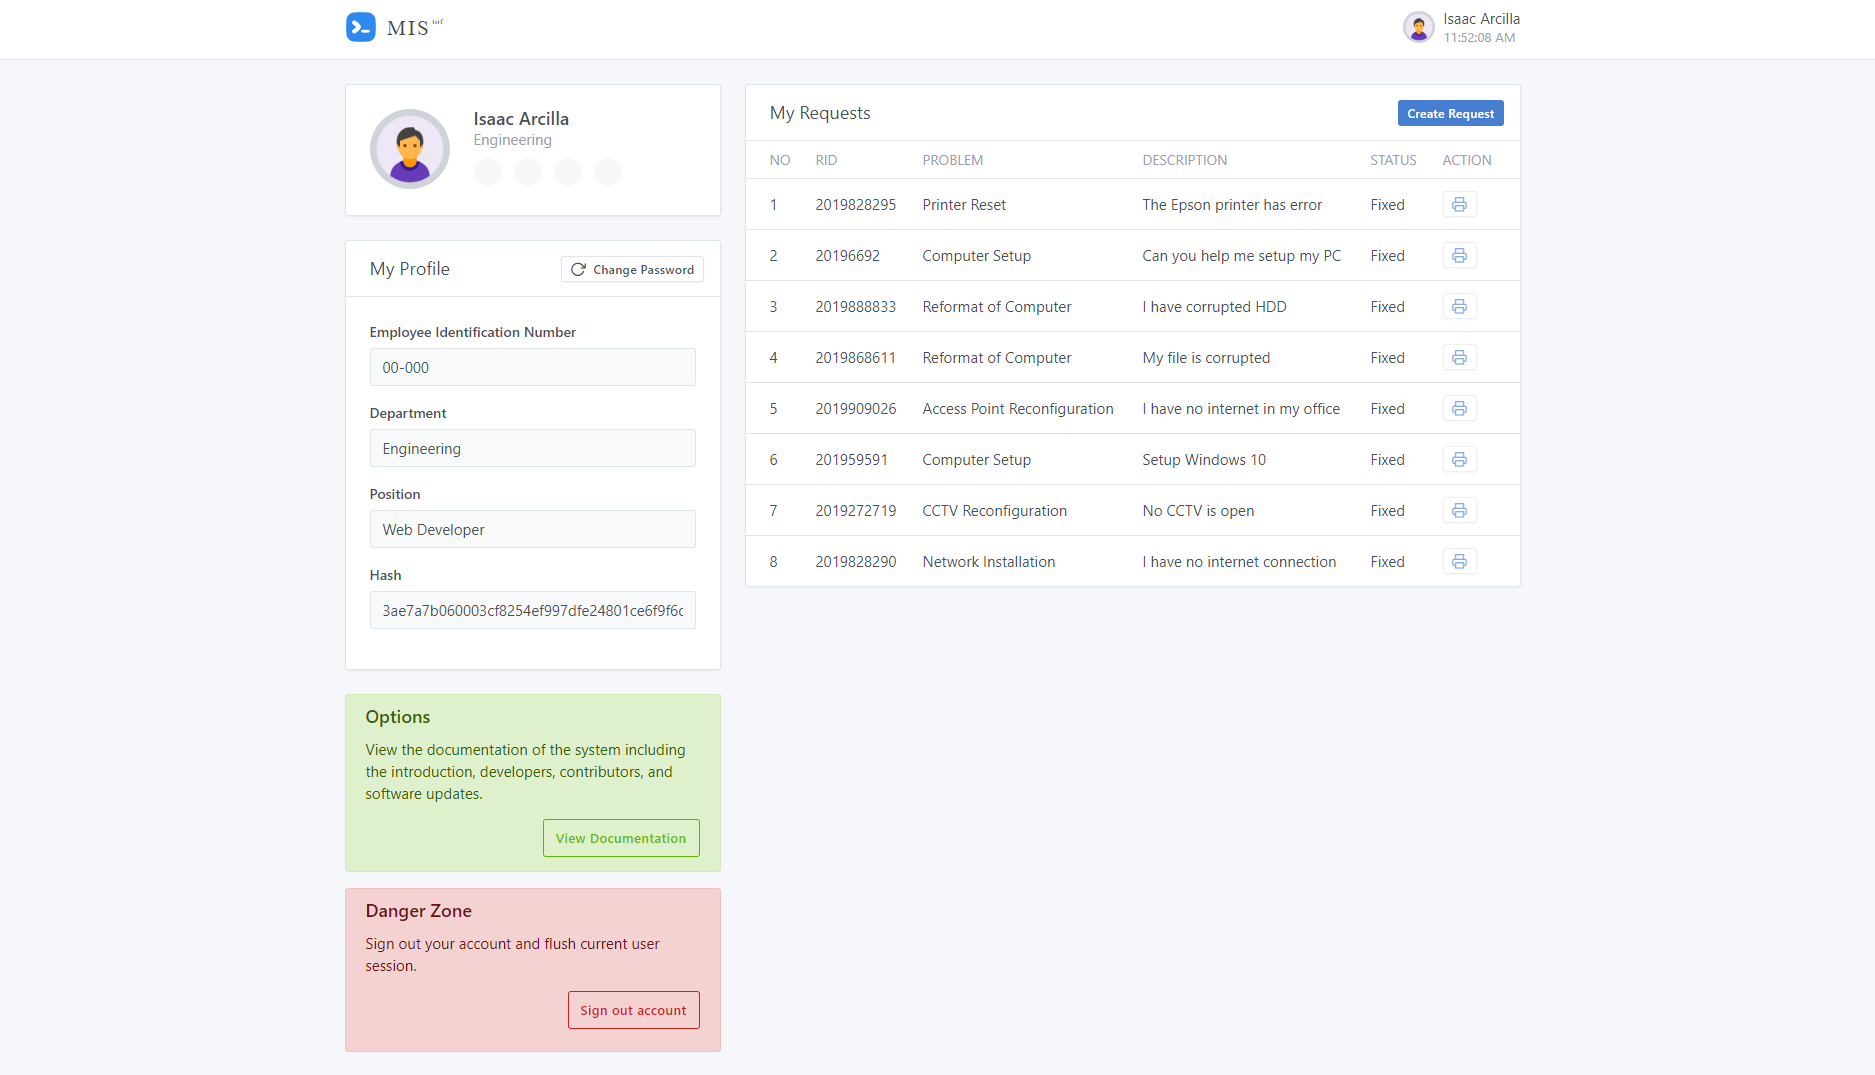 MIS isrf
Isaac Arcilla
11:52:08 AM
Isaac Arcilla
Engineering
My Profile
Change Password
Employee Identification Number
00-000
Department
Engineering
Position
Web Developer
Hash
3ae7a7b060003cf8254ef997dfe24801ce6f9f6c
Options
View the documentation of the system including
the introduction, developers, contributors, and
software updates.
View Documentation
Danger Zone
Sign out your account and flush current user
session.
Sign out account
My Requests
Create Request
NO RID PROBLEM DESCRIPTION STATUS ACTION
1 2019828295 Printer Reset The Epson printer has error Fixed
2 20196692 Computer Setup Can you help me setup my PC Fixed
3 2019888833 Reformat of Computer I have corrupted HDD Fixed
4 2019868611 Reformat of Computer My file is corrupted Fixed
5 2019909026 Access Point Reconfiguration I have no internet in my office Fixed
6 201959591 Computer Setup Setup Windows 10 Fixed
7 2019272719 CCTV Reconfiguration No CCTV is open Fixed
8 2019828290 Network Installation I have no internet connection Fixed